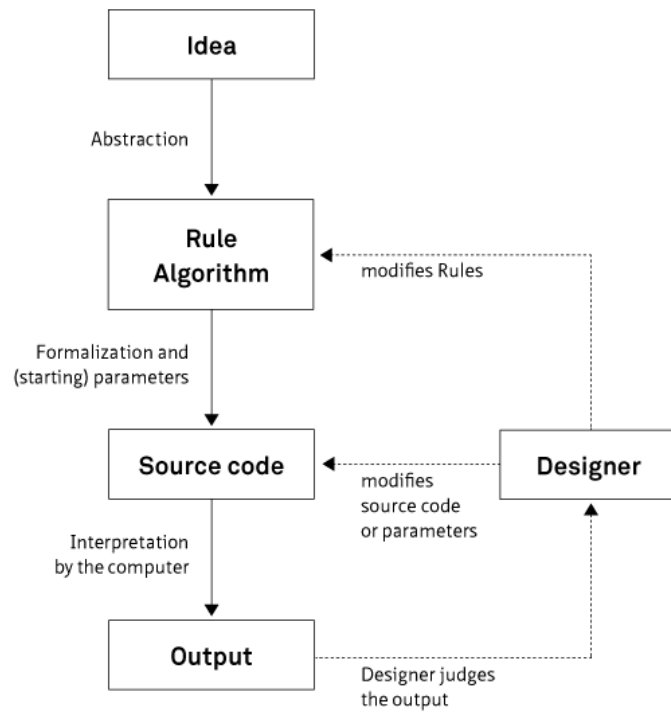 Idea
Abstraction
Rule
Algorithm
modifies Rules
Formalization and
(starting) parameters
Source code
modifies
source code
or parameters
Designer
Interpretation
by the computer
Output
Designer judges
the output